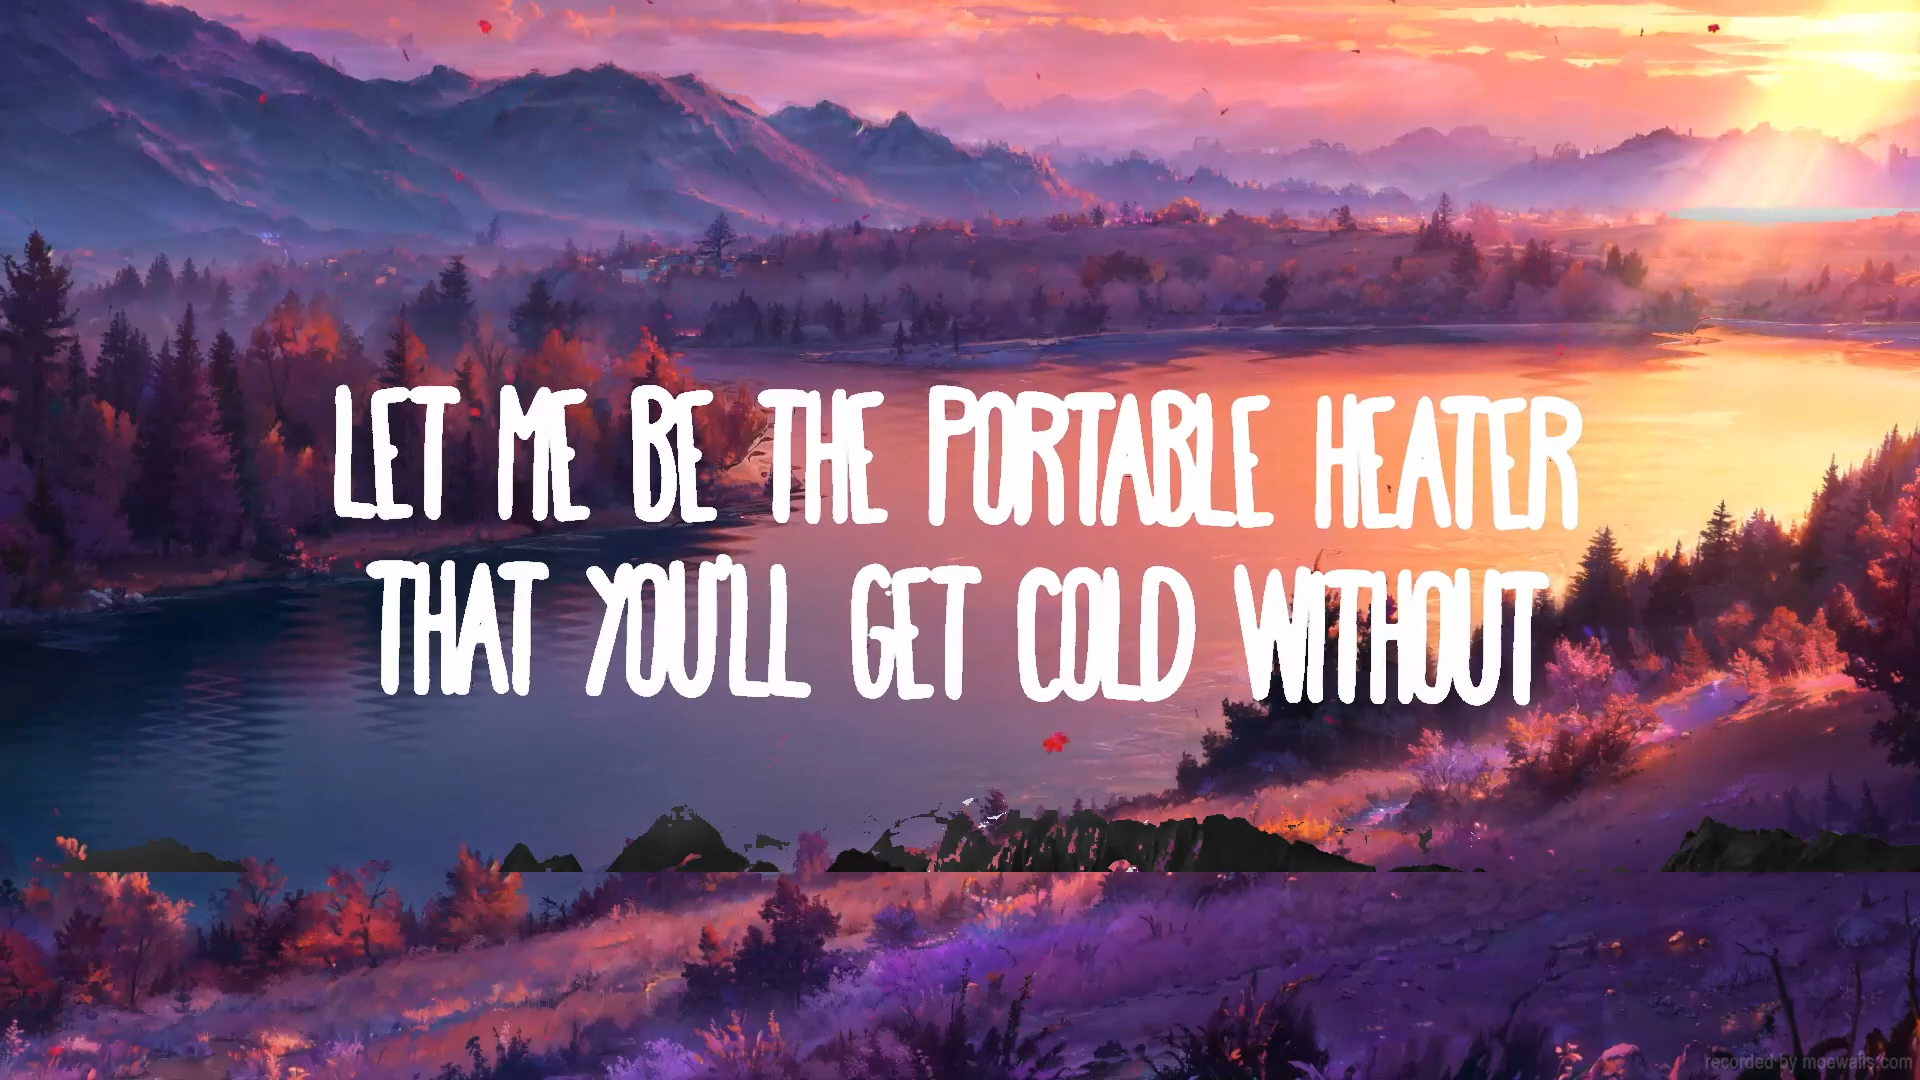 LET ME BE THE PORTABLE HEATER
THAT YOU'LL GET COLD WITHOUT
recorded by moewalls.com